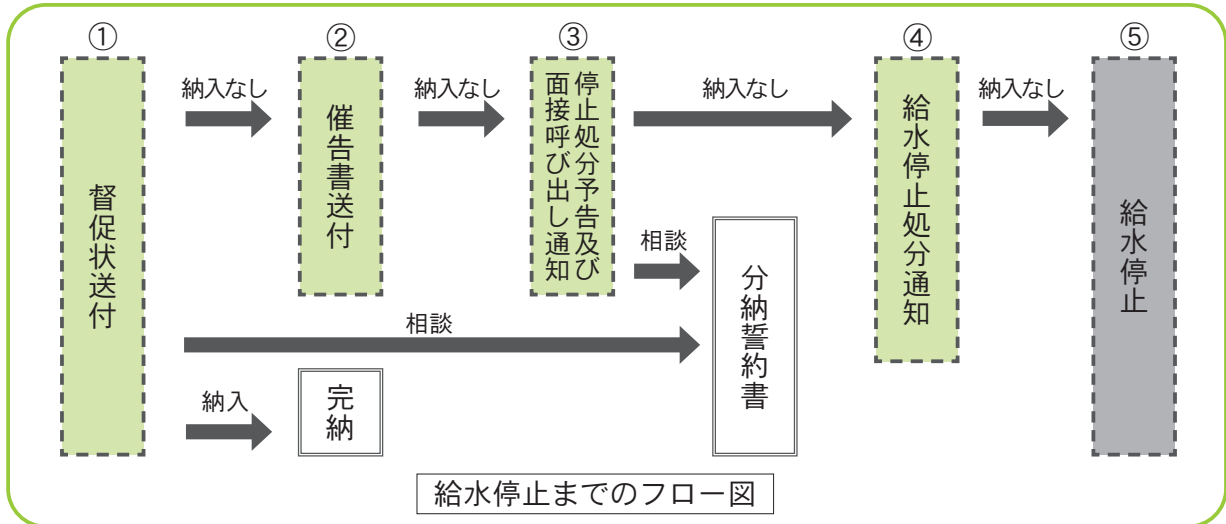 ①
②
③
④
⑤
督促状送付
納入なし
催告書送付
納入なし
停止処分予告及び
面接呼び出し通知
納入なし
給水停止処分通知
納入なし
給水停止
相談
分納誓約書
相談
納入
完納
給水停止までのフロー図